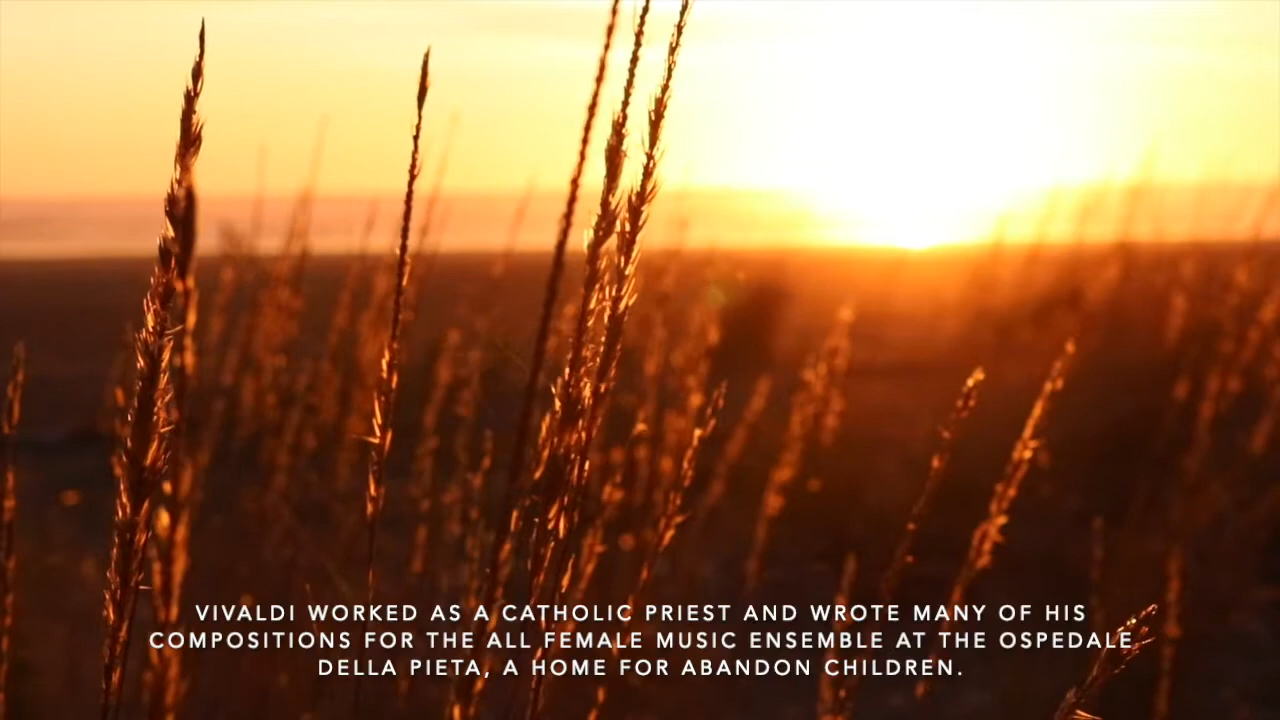 VIVALDI WORKED AS A CATHOLIC PRIEST AND WROTE MANY OF HIS
COMPOSITIONS FOR THE ALL FEMALE MUSIC ENSEMBLE AT THE OSPEDALE
DELLA PIETA, A HOME FOR ABANDON CHILDREN.